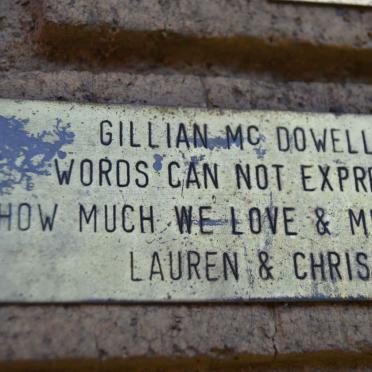 GILLIAN MC DOWELL
WORDS CAN NOT EXPR
HOW MUCH WE LOVE & M
LAUREN & CHRIS